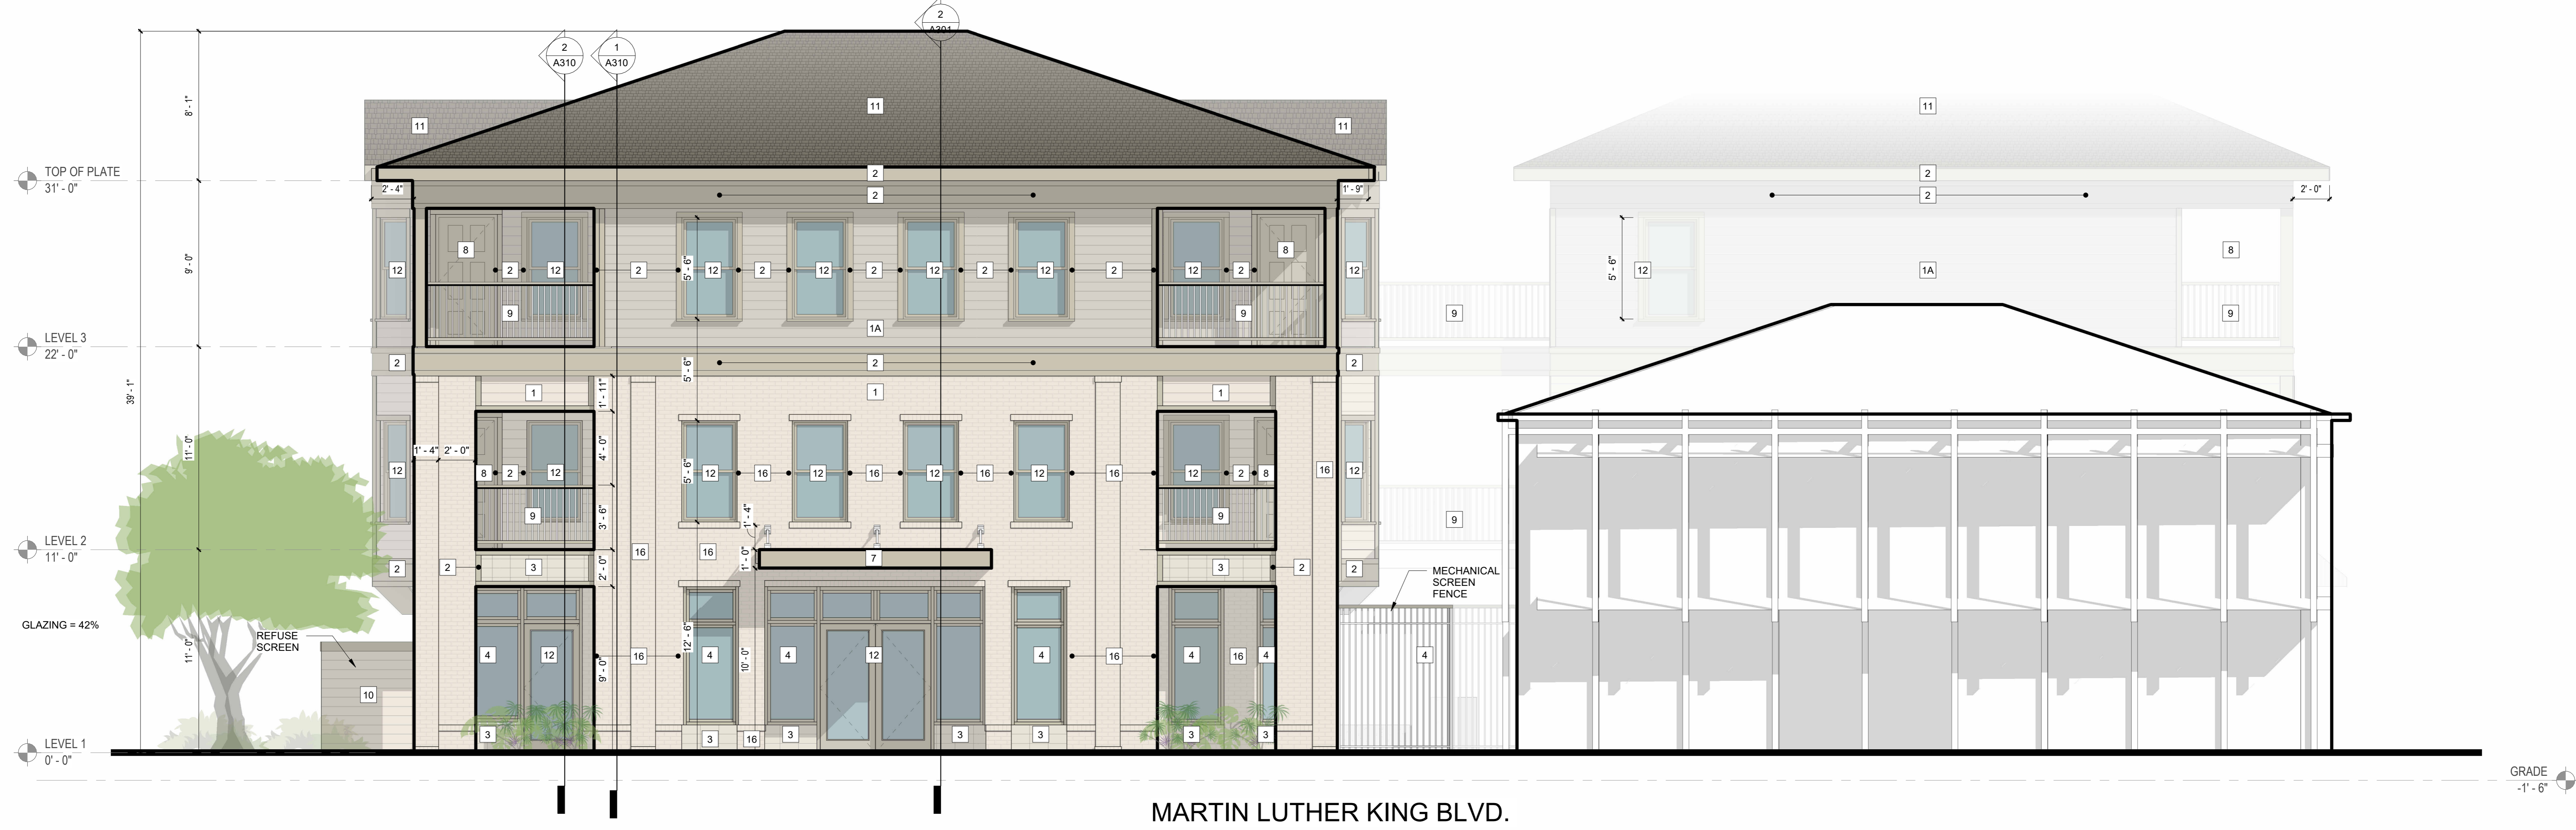 2
A301
2
A310
1
A310
8' - 1"
11
11
11
11
TOP OF PLATE
31' - 0"
2
2
2' - 4"
2
1' - 9"
2
2' - 0"
39' - 1"
9' - 0"
8
12
2
12
2
5' - 6"
12
2
12
2
12
2
12
2
12
2
8
12
5' - 6"
12
1A
8
9
9
9
9
1A
LEVEL 3
22' - 0"
2
2
2
5' - 6"
1
1' - 11"
1
1
11' - 0"
1' - 4"
2' - 0"
4' - 0"
12
8
2
12
5' - 6"
12
16
12
16
12
16
12
16
12
2
8
16
12
9
3' - 6"
1' - 4"
9
9
LEVEL 2
11' - 0"
16
16
1' - 0"
7
2
2
3
2' - 0"
3
2
2
MECHANICAL
SCREEN
FENCE
GLAZING = 42%
REFUSE
SCREEN
11' - 0"
12' - 6"
10' - 0"
9' - 0"
4
12
16
4
4
12
4
16
4
16
4
4
10
3
3
16
3
3
3
3
3
LEVEL 1
0' - 0"
GRADE
-1' - 6"
MARTIN LUTHER KING BLVD.